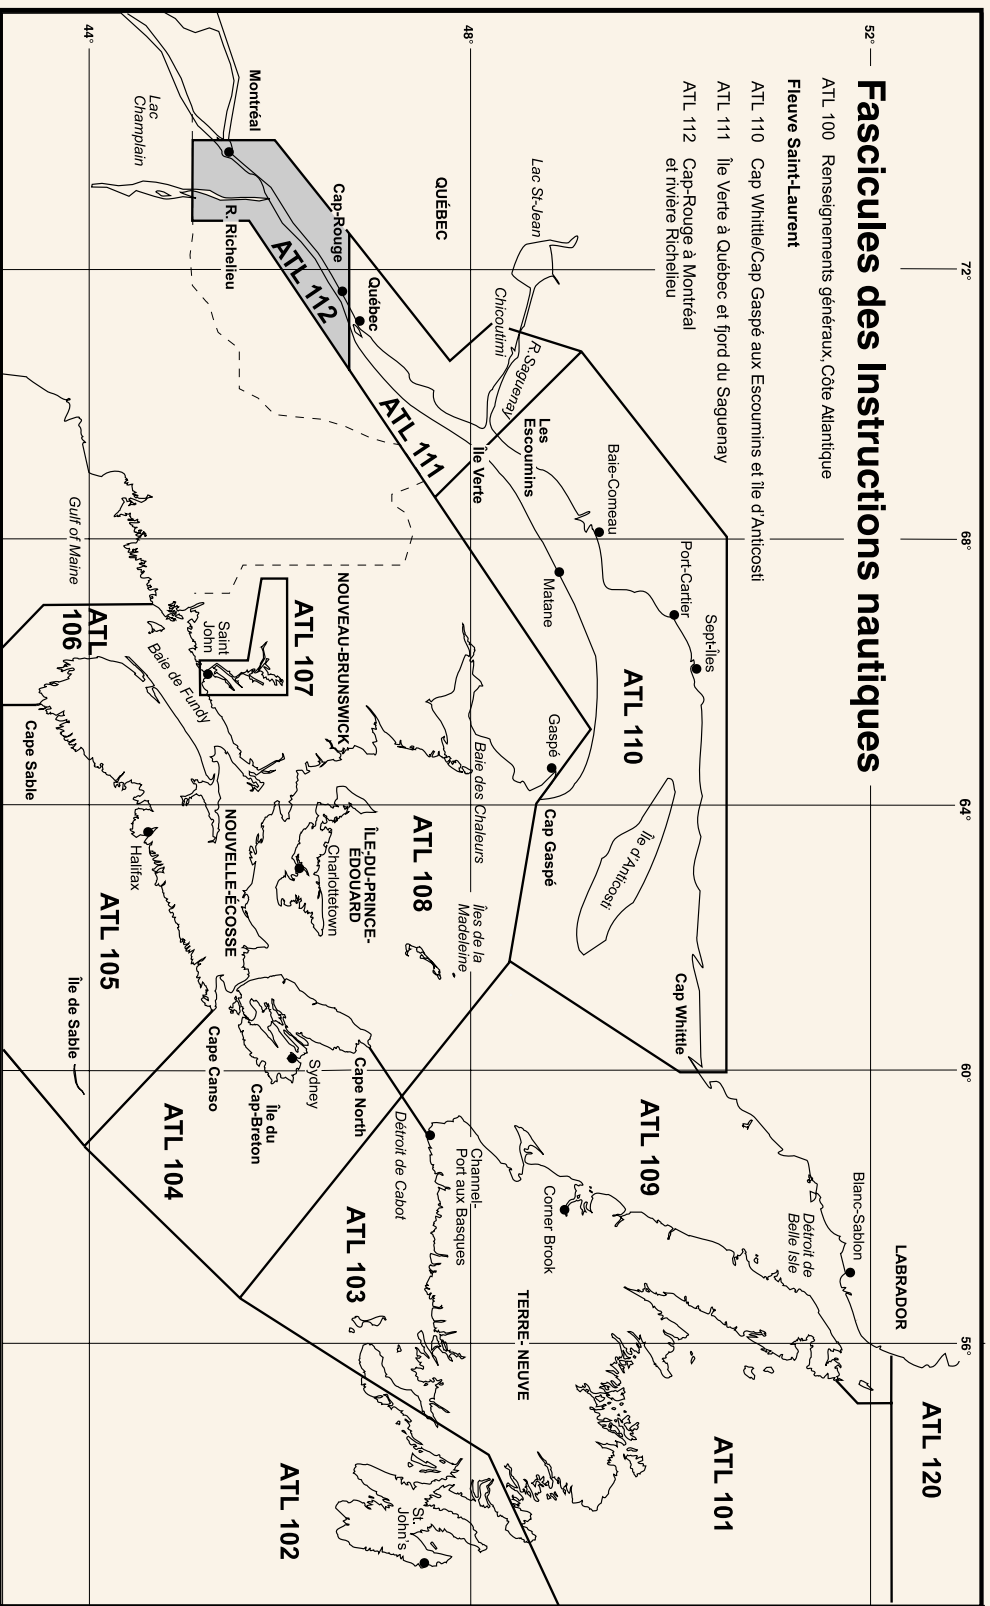 Fascicules des Instructions nautiques
ATL 100 Renseignements généraux, Côte Atlantique
Fleuve Saint-Laurent
ATL 110 Cap Whittle/Cap Gaspé aux Escoumins et île d'Anticosti
ATL 111 Île Verte à Québec et fjord du Saguenay
ATL 112 Cap-Rouge à Montréal
et rivière Richelieu
52°
48°
44°
72°
68°
64°
60°
56°
LABRADOR
ATL 120
Blanc-Sablon
Détroit de
Belle Isle
ATL 101
Cap Whittle
ATL 109
Sept-Îles
Port-Cartier
ATL 110
Île d'Anticosti
Baie-Comeau
Matane
Gaspé
Cap Gaspé
Corner Brook
TERRE-NEUVE
Lac St-Jean
Chicoutimi
R.Saguenay
Les
Escoumins
Île Verte
QUÉBEC
Baie des Chaleurs
Îles de la
Madeleine
Channel-
Port aux Basques
ATL 111
ATL 108
Québec
Cap-Rouge
ATL 112
NOUVEAU-BRUNSWICK
ÎLE-DU-PRINCE-
ÉDOUARD
Charlottetown
Détroit de Cabot
Cape North
ATL 103
St.
John's
ATL 102
Montréal
R. Richelieu
ATL 107
Saint
John
NOUVELLE-ÉCOSSE
Sydney
Île du
Cap-Breton
Cape Canso
ATL 104
Lac
Champlain
Baie de Fundy
Halifax
ATL 105
Gulf of Maine
ATL
106
Île de Sable
Cape Sable